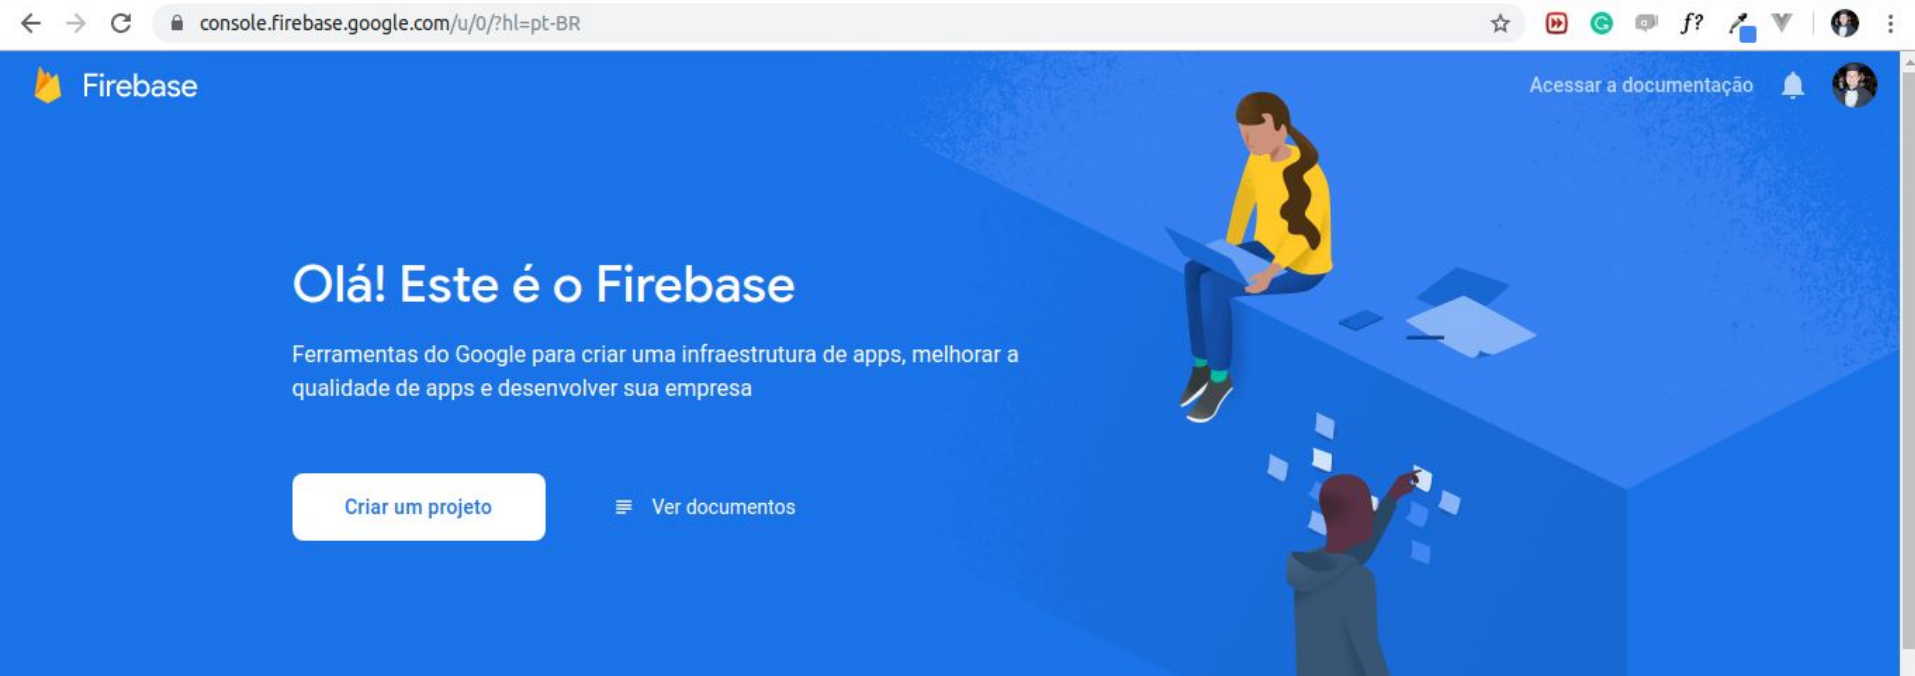 console.firebase.google.com/u/0/?hl=pt-BR
f?
Firebase
Acessar a documentação
Olá! Este é o Firebase
Ferramentas do Google para criar uma infraestrutura de apps, melhorar a
qualidade de apps e desenvolver sua empresa
Criar um projeto
Ver documentos